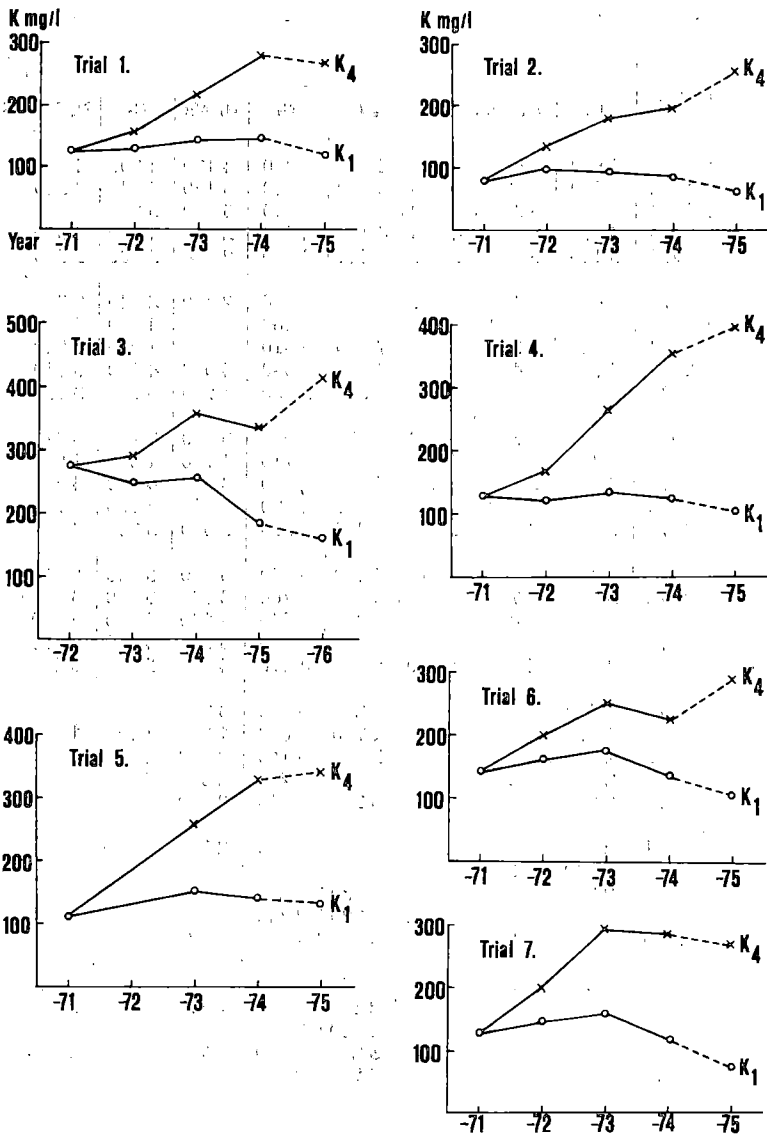 K mg/l
300
200
100
Trial 1.
K4
K1
Year -71 -72 -73 -74 -75
K mg/l
300
200
100
Trial 2.
K4
K1
-71 -72 -73 -74 -75
500
400
300
200
100
Trial 3.
K4
K1
-72 -73 -74 -75 -76
400
300
200
100
Trial 4.
K4
K1
-71 -72 -73 -74 -75
400
300
200
100
Trial 5.
K4
K1
-71 -72 -73 -74 -75
300
200
100
Trial 6.
K4
K1
-71 -72 -73 -74 -75
300
200
100
Trial 7.
K4
K1
-71 -72 -73 -74 -75